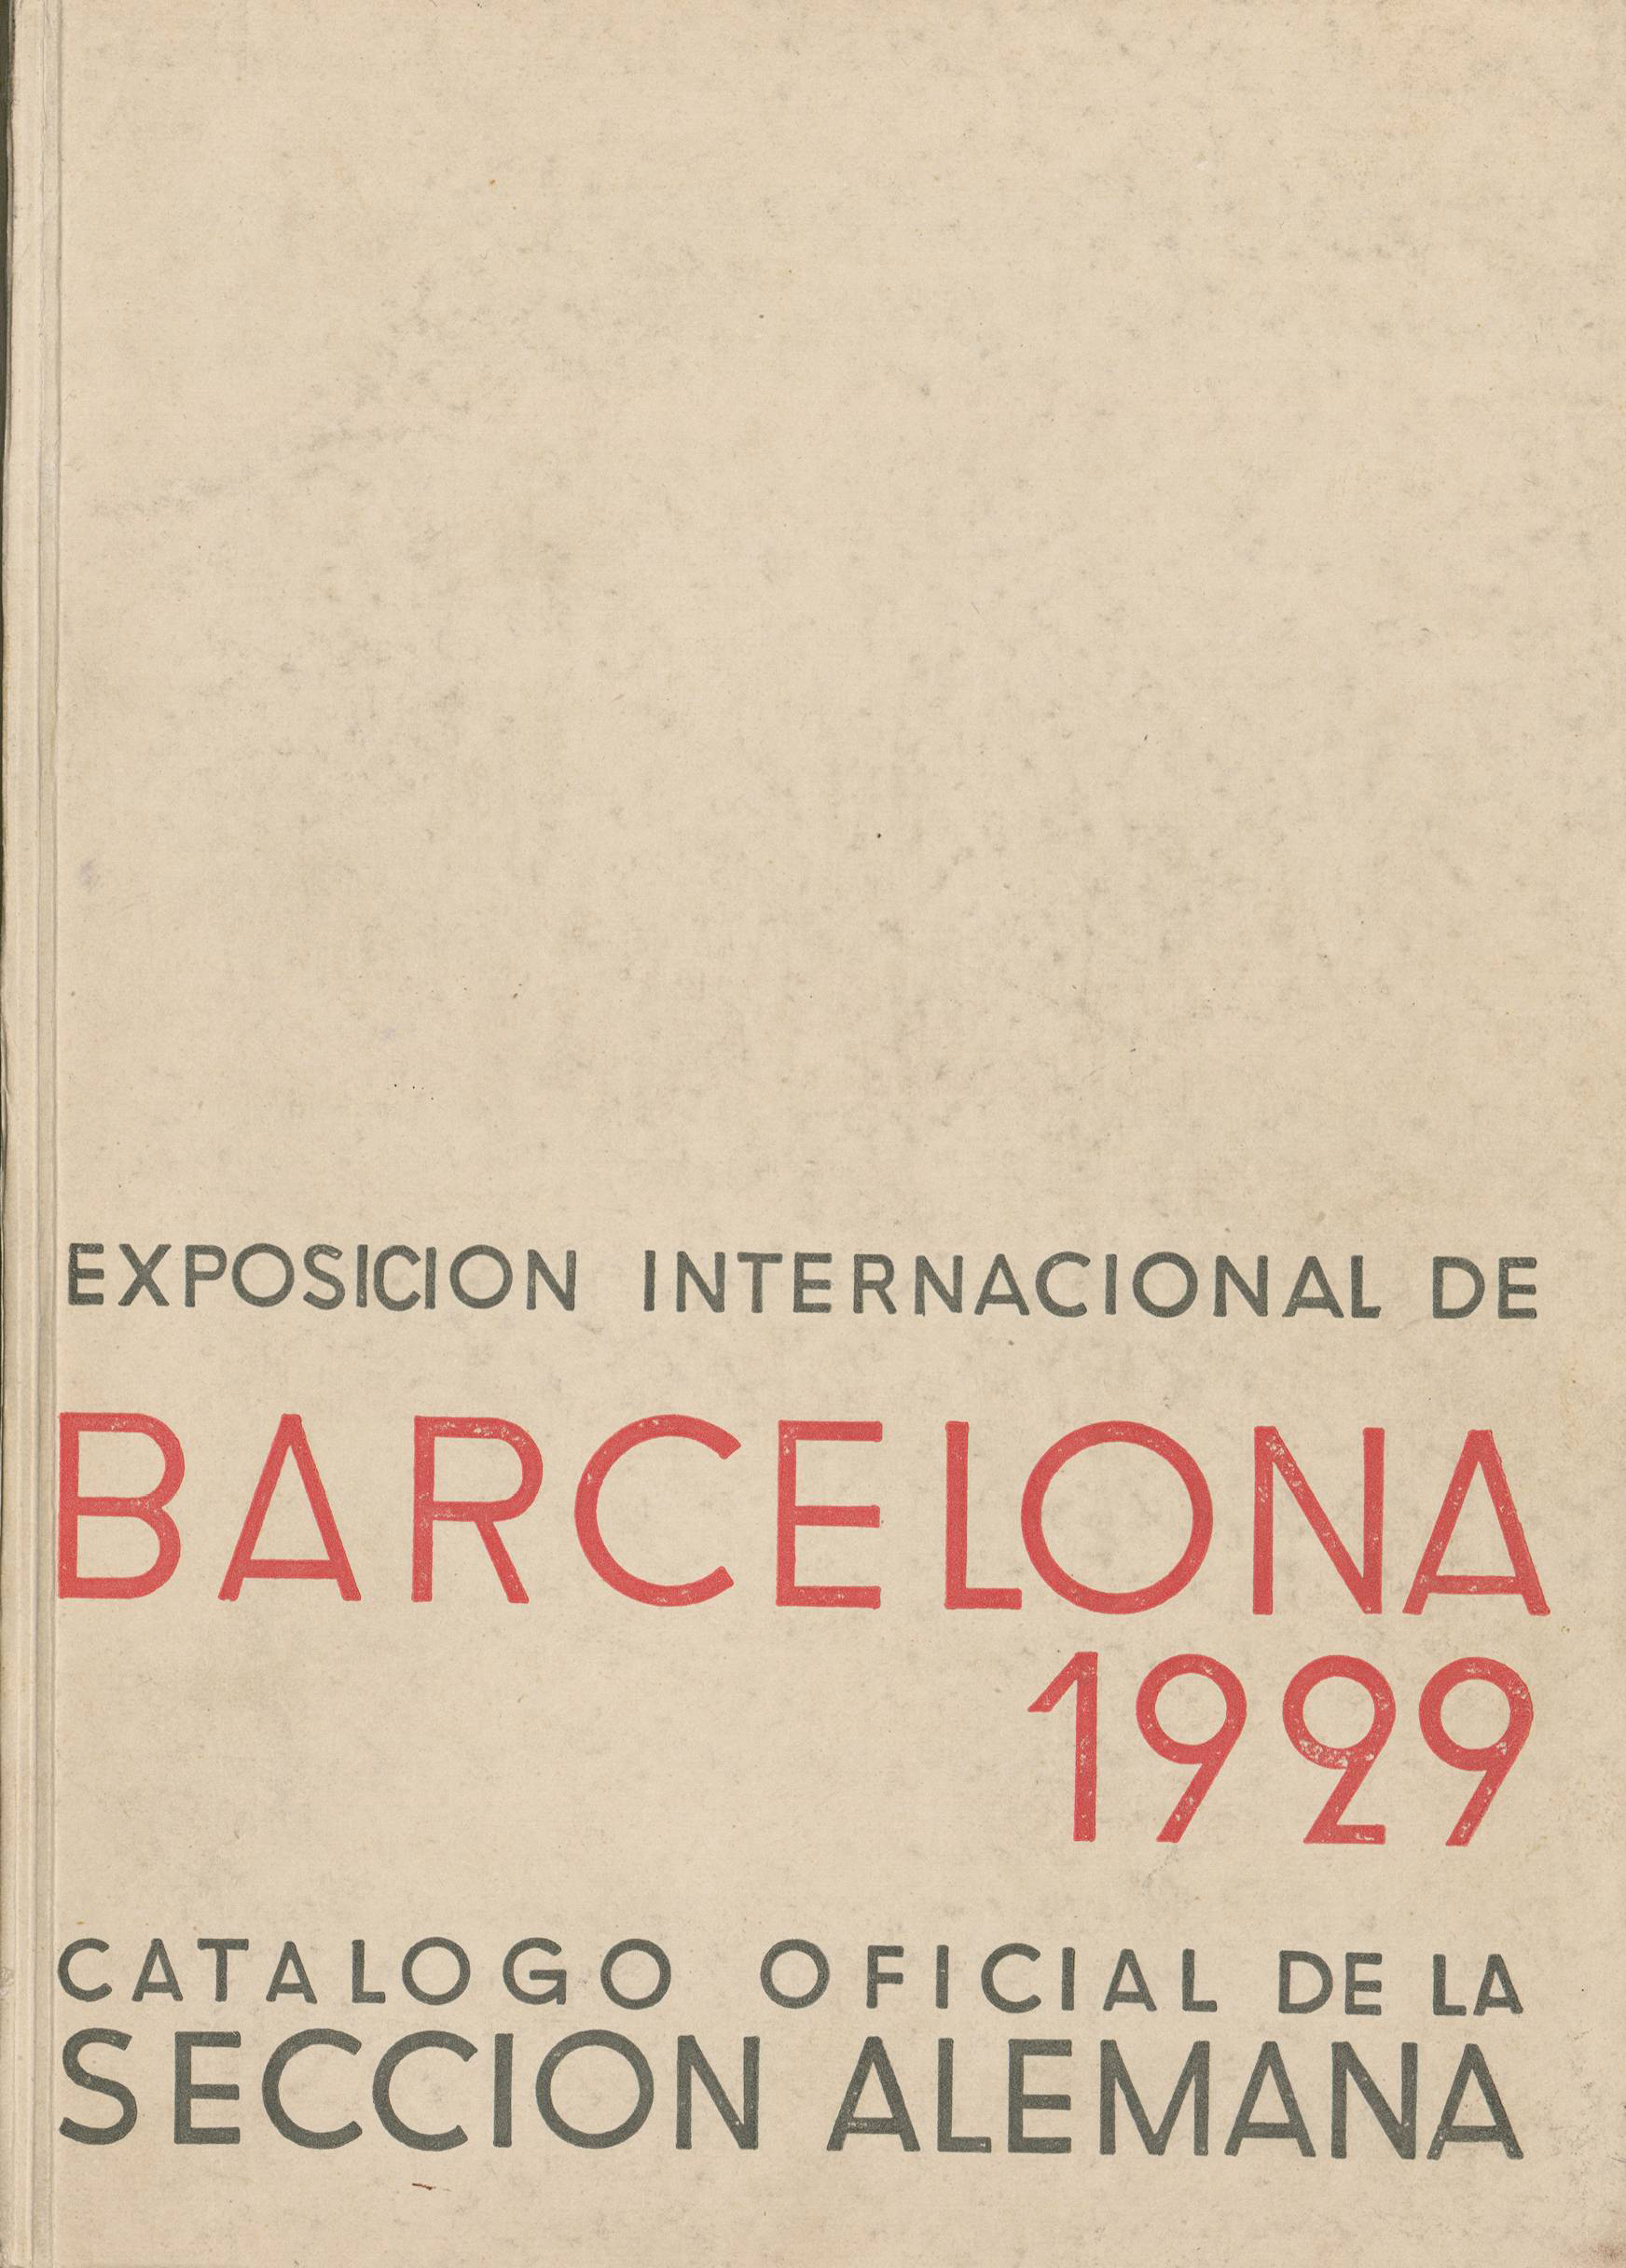 EXPOSICION INTERNACIONAL DE
BARCELONA
1929
CATALOGO OFICIAL DE LA
SECCION ALEMANA